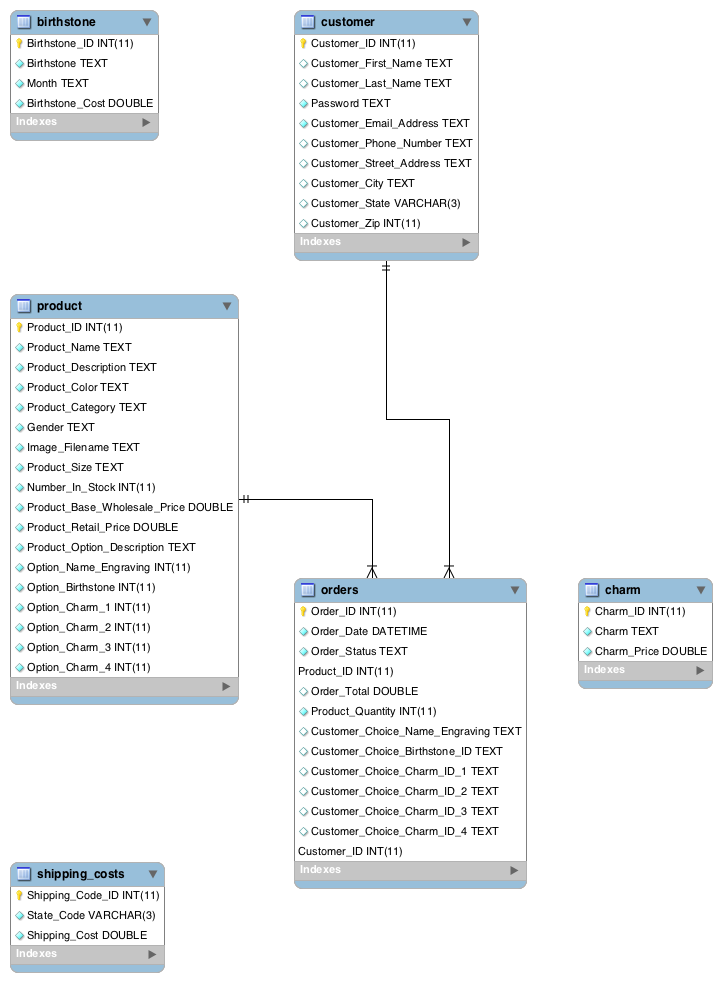 birthstone
Birthstone_ID INT(11)
Birthstone TEXT
Month TEXT
Birthstone_Cost DOUBLE
Indexes
customer
Customer_ID INT(11)
Customer_First_Name TEXT
Customer_Last_Name TEXT
Password TEXT
Customer_Email_Address TEXT
Customer_Phone_Number TEXT
Customer_Street_Address TEXT
Customer_City TEXT
Customer_State VARCHAR(3)
Customer_Zip INT(11)
Indexes
product
Product_ID INT(11)
Product_Name TEXT
Product_Description TEXT
Product_Color TEXT
Product_Category TEXT
Gender TEXT
Image_Filename TEXT
Product_Size TEXT
Number_In_Stock INT(11)
Product_Base_Wholesale_Price DOUBLE
Product_Retail_Price DOUBLE
Product_Option_Description TEXT
Option_Name_Engraving INT(11)
Option_Birthstone INT(11)
Option_Charm_1 INT(11)
Option_Charm_2 INT(11)
Option_Charm_3 INT(11)
Option_Charm_4 INT(11)
Indexes
orders
Order_ID INT(11)
Order_Date DATETIME
Order_Status TEXT
Product_ID INT(11)
Order_Total DOUBLE
Product_Quantity INT(11)
Customer_Choice_Name_Engraving TEXT
Customer_Choice_Birthstone_ID TEXT
Customer_Choice_Charm_ID_1 TEXT
Customer_Choice_Charm_ID_2 TEXT
Customer_Choice_Charm_ID_3 TEXT
Customer_Choice_Charm_ID_4 TEXT
Customer_ID INT(11)
Indexes
charm
Charm_ID INT(11)
Charm TEXT
Charm_Price DOUBLE
Indexes
shipping_costs
Shipping_Code_ID INT(11)
State_Code VARCHAR(3)
Shipping_Cost DOUBLE
Indexes